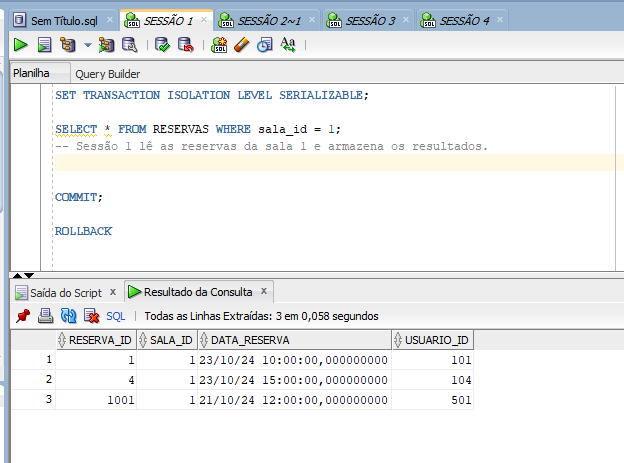 Sem Título.sql SESSÃO 1 SESSÃO 2~1 SESSÃO 3 SESSÃO 4
Planilha Query Builder
SET TRANSACTION ISOLATION LEVEL SERIALIZABLE;
SELECT * FROM RESERVAS WHERE sala_id = 1;
-- Sessão 1 lê as reservas da sala 1 e armazena os resultados.
COMMIT;
ROLLBACK
Saída do Script x Resultado da Consulta x
SQL | Todas as Linhas Extraídas: 3 em 0,058 segundos
RESERVA_ID SALA_ID DATA_RESERVA USUARIO_ID
1 1 1 23/10/24 10:00:00,000000000 101
2 4 1 23/10/24 15:00:00,000000000 104
3 1001 1 21/10/24 12:00:00,000000000 501